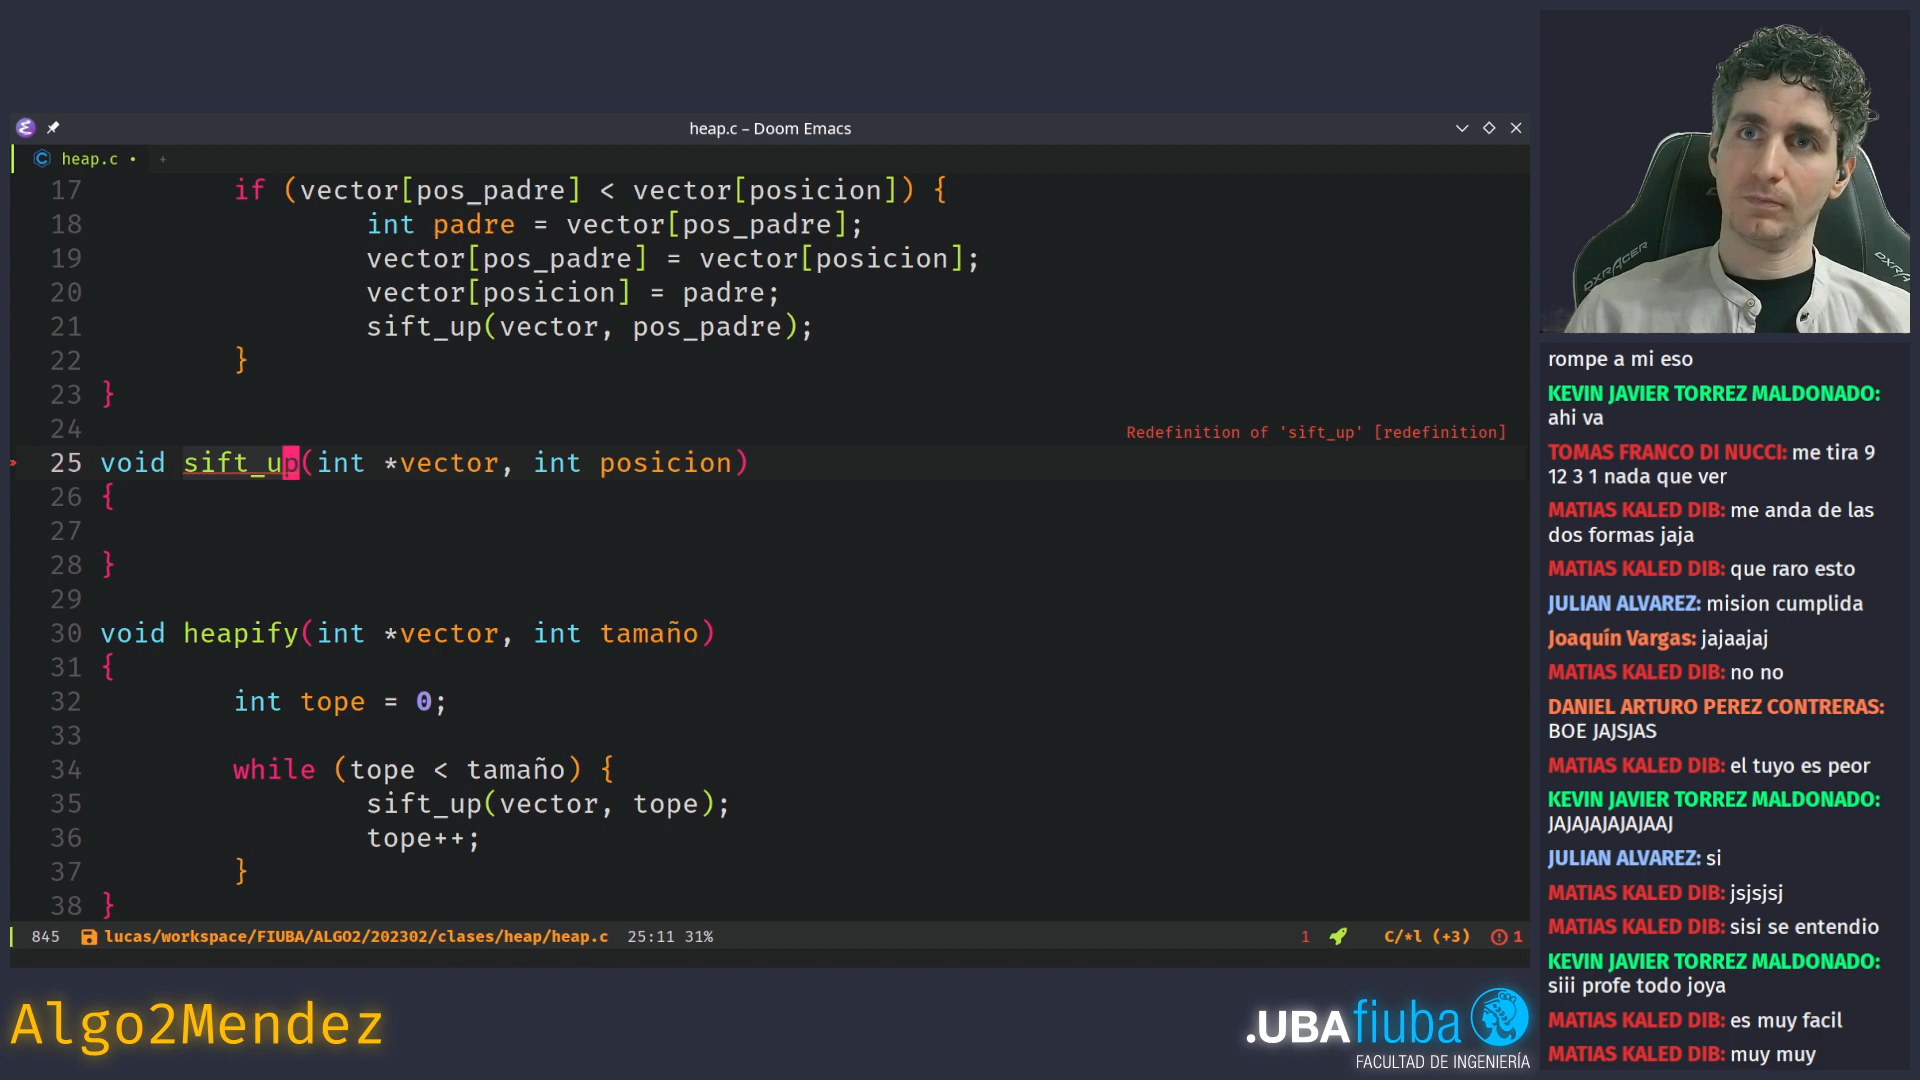 heap.c – Doom Emacs
heap.c • +
17 if (vector[pos_padre] < vector[posicion]) {
18 int padre = vector[pos_padre];
19 vector[pos_padre] = vector[posicion];
20 vector[posicion] = padre;
21 sift_up(vector, pos_padre);
22 }
23 }
24
Redefinition of 'sift_up' [redefinition]
» 25 void sift_up(int *vector, int posicion)
26 {
27
28 }
29
30 void heapify(int *vector, int tamaño)
31 {
32 int tope = 0;
33
34 while (tope < tamaño) {
35 sift_up(vector, tope);
36 tope++;
37 }
38 }
845 lucas/workspace/FIUBA/ALGO2/202302/clases/heap/heap.c 25:11 31% 1 C/*l (+3) 1
DXRACER
rompe a mi eso
KEVIN JAVIER TORREZ MALDONADO:
ahi va
TOMAS FRANCO DI NUCCI: me tira 9
12 3 1 nada que ver
MATIAS KALED DIB: me anda de las
dos formas jaja
MATIAS KALED DIB: que raro esto
JULIAN ALVAREZ: mision cumplida
Joaquín Vargas: jajaajaj
MATIAS KALED DIB: no no
DANIEL ARTURO PEREZ CONTRERAS:
BOE JAJSJAS
MATIAS KALED DIB: el tuyo es peor
KEVIN JAVIER TORREZ MALDONADO:
JAJAJAJAJAJAAJ
JULIAN ALVAREZ: si
MATIAS KALED DIB: jsjsjsj
MATIAS KALED DIB: sisi se entendio
KEVIN JAVIER TORREZ MALDONADO:
siii profe todo joya
MATIAS KALED DIB: es muy facil
MATIAS KALED DIB: muy muy
Algo2Mendez
.UBAfiuba
FACULTAD DE INGENIERÍA